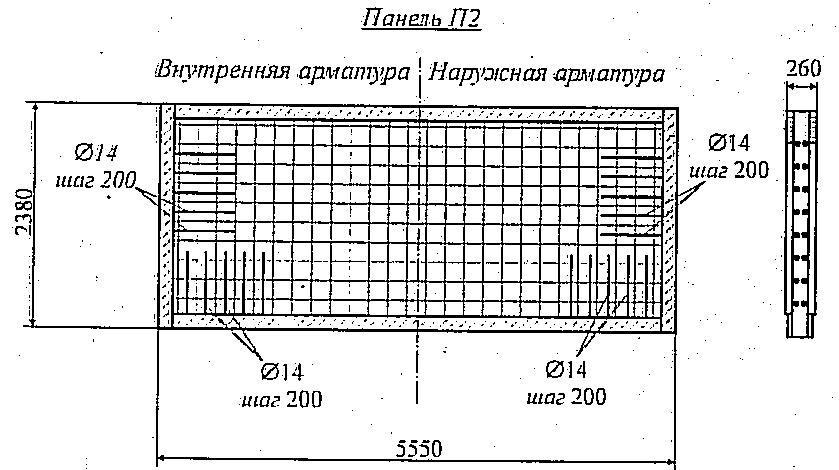 Панель П2
Внутренняя арматура Наружная арматура
260
Ø14
шаг 200
Ø14
шаг 200
2380
Ø14
шаг 200
Ø14
шаг 200
5550